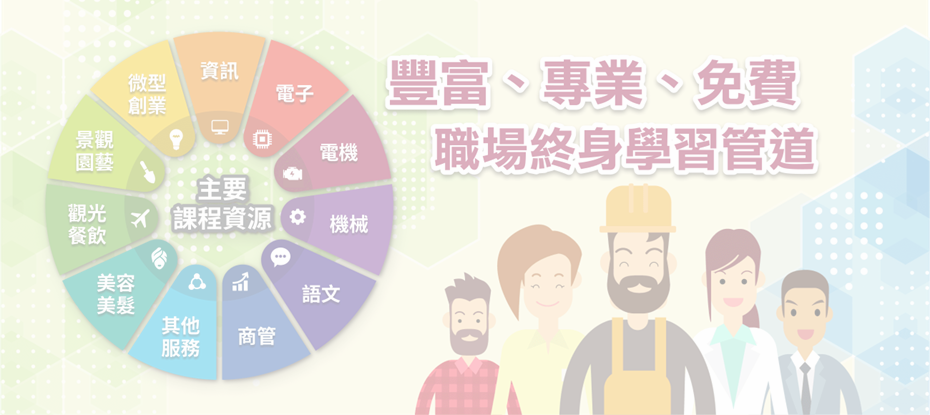 豐富、專業、免費
職場終身學習管道
主要
課程資源
資訊
電子
電機
機械
語文
商管
其他
服務
美容
美髮
觀光
餐飲
景觀
園藝
微型
創業